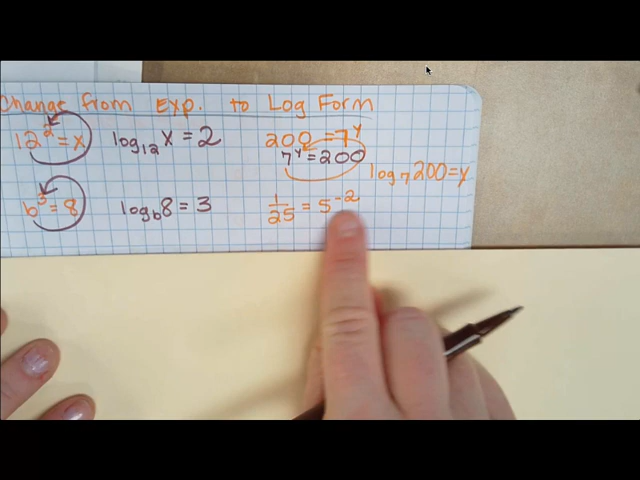 Change from Exp. to Log Form
12² = x
log₁₂ x = 2
200 = 7ʸ
7ʸ = 200
log₇ 200 = y
b³ = 8
log_b 8 = 3
1/25 = 5⁻²